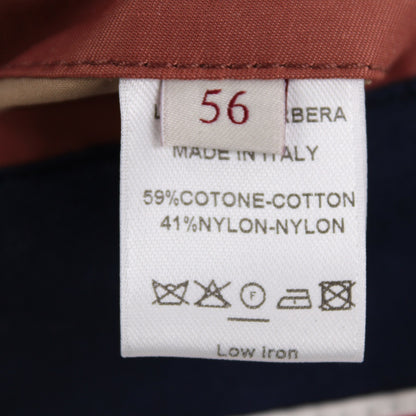 56
MADE IN ITALY
59%COTONE-COTTON
41%NYLON-NYLON
F
Low iron